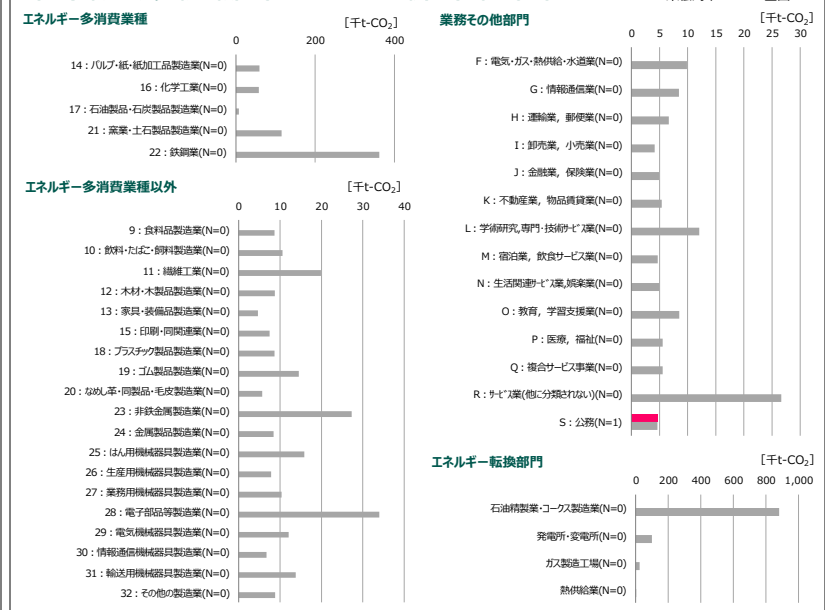 エネルギー多消費業種
[千t-CO₂]
0 200 400
14：パルプ・紙・紙加工品製造業(N=0)
16：化学工業(N=0)
17：石油製品・石炭製品製造業(N=0)
21：窯業・土石製品製造業(N=0)
22：鉄鋼業(N=0)
エネルギー多消費業種以外
[千t-CO₂]
0 10 20 30 40
9：食料品製造業(N=0)
10：飲料・たばこ・飼料製造業(N=0)
11：繊維工業(N=0)
12：木材・木製品製造業(N=0)
13：家具・装備品製造業(N=0)
15：印刷・同関連業(N=0)
18：プラスチック製品製造業(N=0)
19：ゴム製品製造業(N=0)
20：なめし革・同製品・毛皮製造業(N=0)
23：非鉄金属製造業(N=0)
24：金属製品製造業(N=0)
25：はん用機械器具製造業(N=0)
26：生産用機械器具製造業(N=0)
27：業務用機械器具製造業(N=0)
28：電子部品等製造業(N=0)
29：電気機械器具製造業(N=0)
30：情報通信機械器具製造業(N=0)
31：輸送用機械器具製造業(N=0)
32：その他の製造業(N=0)
業務その他部門
[千t-CO₂]
0 5 10 15 20 25 30
F：電気・ガス・熱供給・水道業(N=0)
G：情報通信業(N=0)
H：運輸業，郵便業(N=0)
I：卸売業，小売業(N=0)
J：金融業，保険業(N=0)
K：不動産業，物品賃貸業(N=0)
L：学術研究,専門・技術ｻｰﾋﾞｽ業(N=0)
M：宿泊業，飲食サービス業(N=0)
N：生活関連ｻｰﾋﾞｽ業,娯楽業(N=0)
O：教育，学習支援業(N=0)
P：医療，福祉(N=0)
Q：複合サービス事業(N=0)
R：ｻｰﾋﾞｽ業(他に分類されない)(N=0)
S：公務(N=1)
エネルギー転換部門
[千t-CO₂]
0 200 400 600 800 1,000
石油精製業・コークス製造業(N=0)
発電所・変電所(N=0)
ガス製造工場(N=0)
熱供給業(N=0)